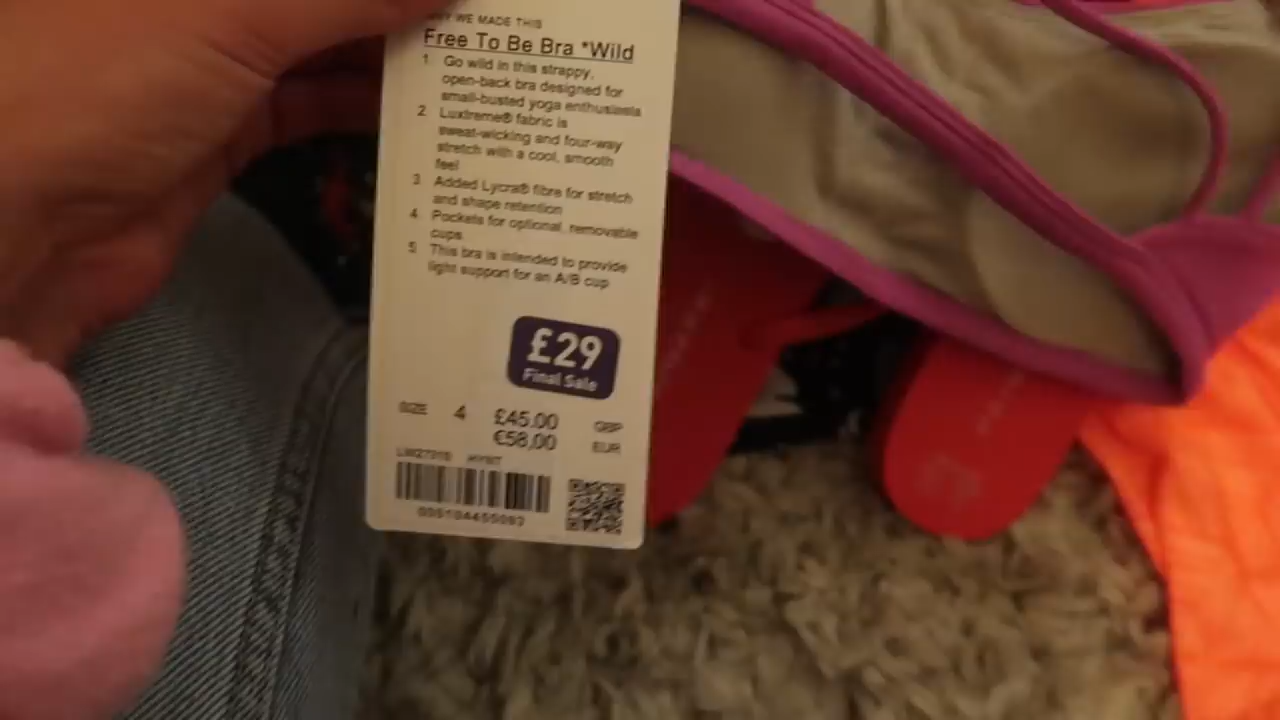 WE MADE THIS
Free To Be Bra *Wild
1. Go wild in this strappy,
open-back bra designed for
small-busted yoga enthusiasts
2. Luxtreme® fabric is
sweat-wicking and four-way
stretch with a cool, smooth
feel
3. Added Lycra® fibre for stretch
and shape retention
4. Pockets for optional, removable
cups
5. This bra is intended to provide
light support for an A/B cup
£29
Final Sale
SIZE 4 £45.00 GBP
€58,00 EUR